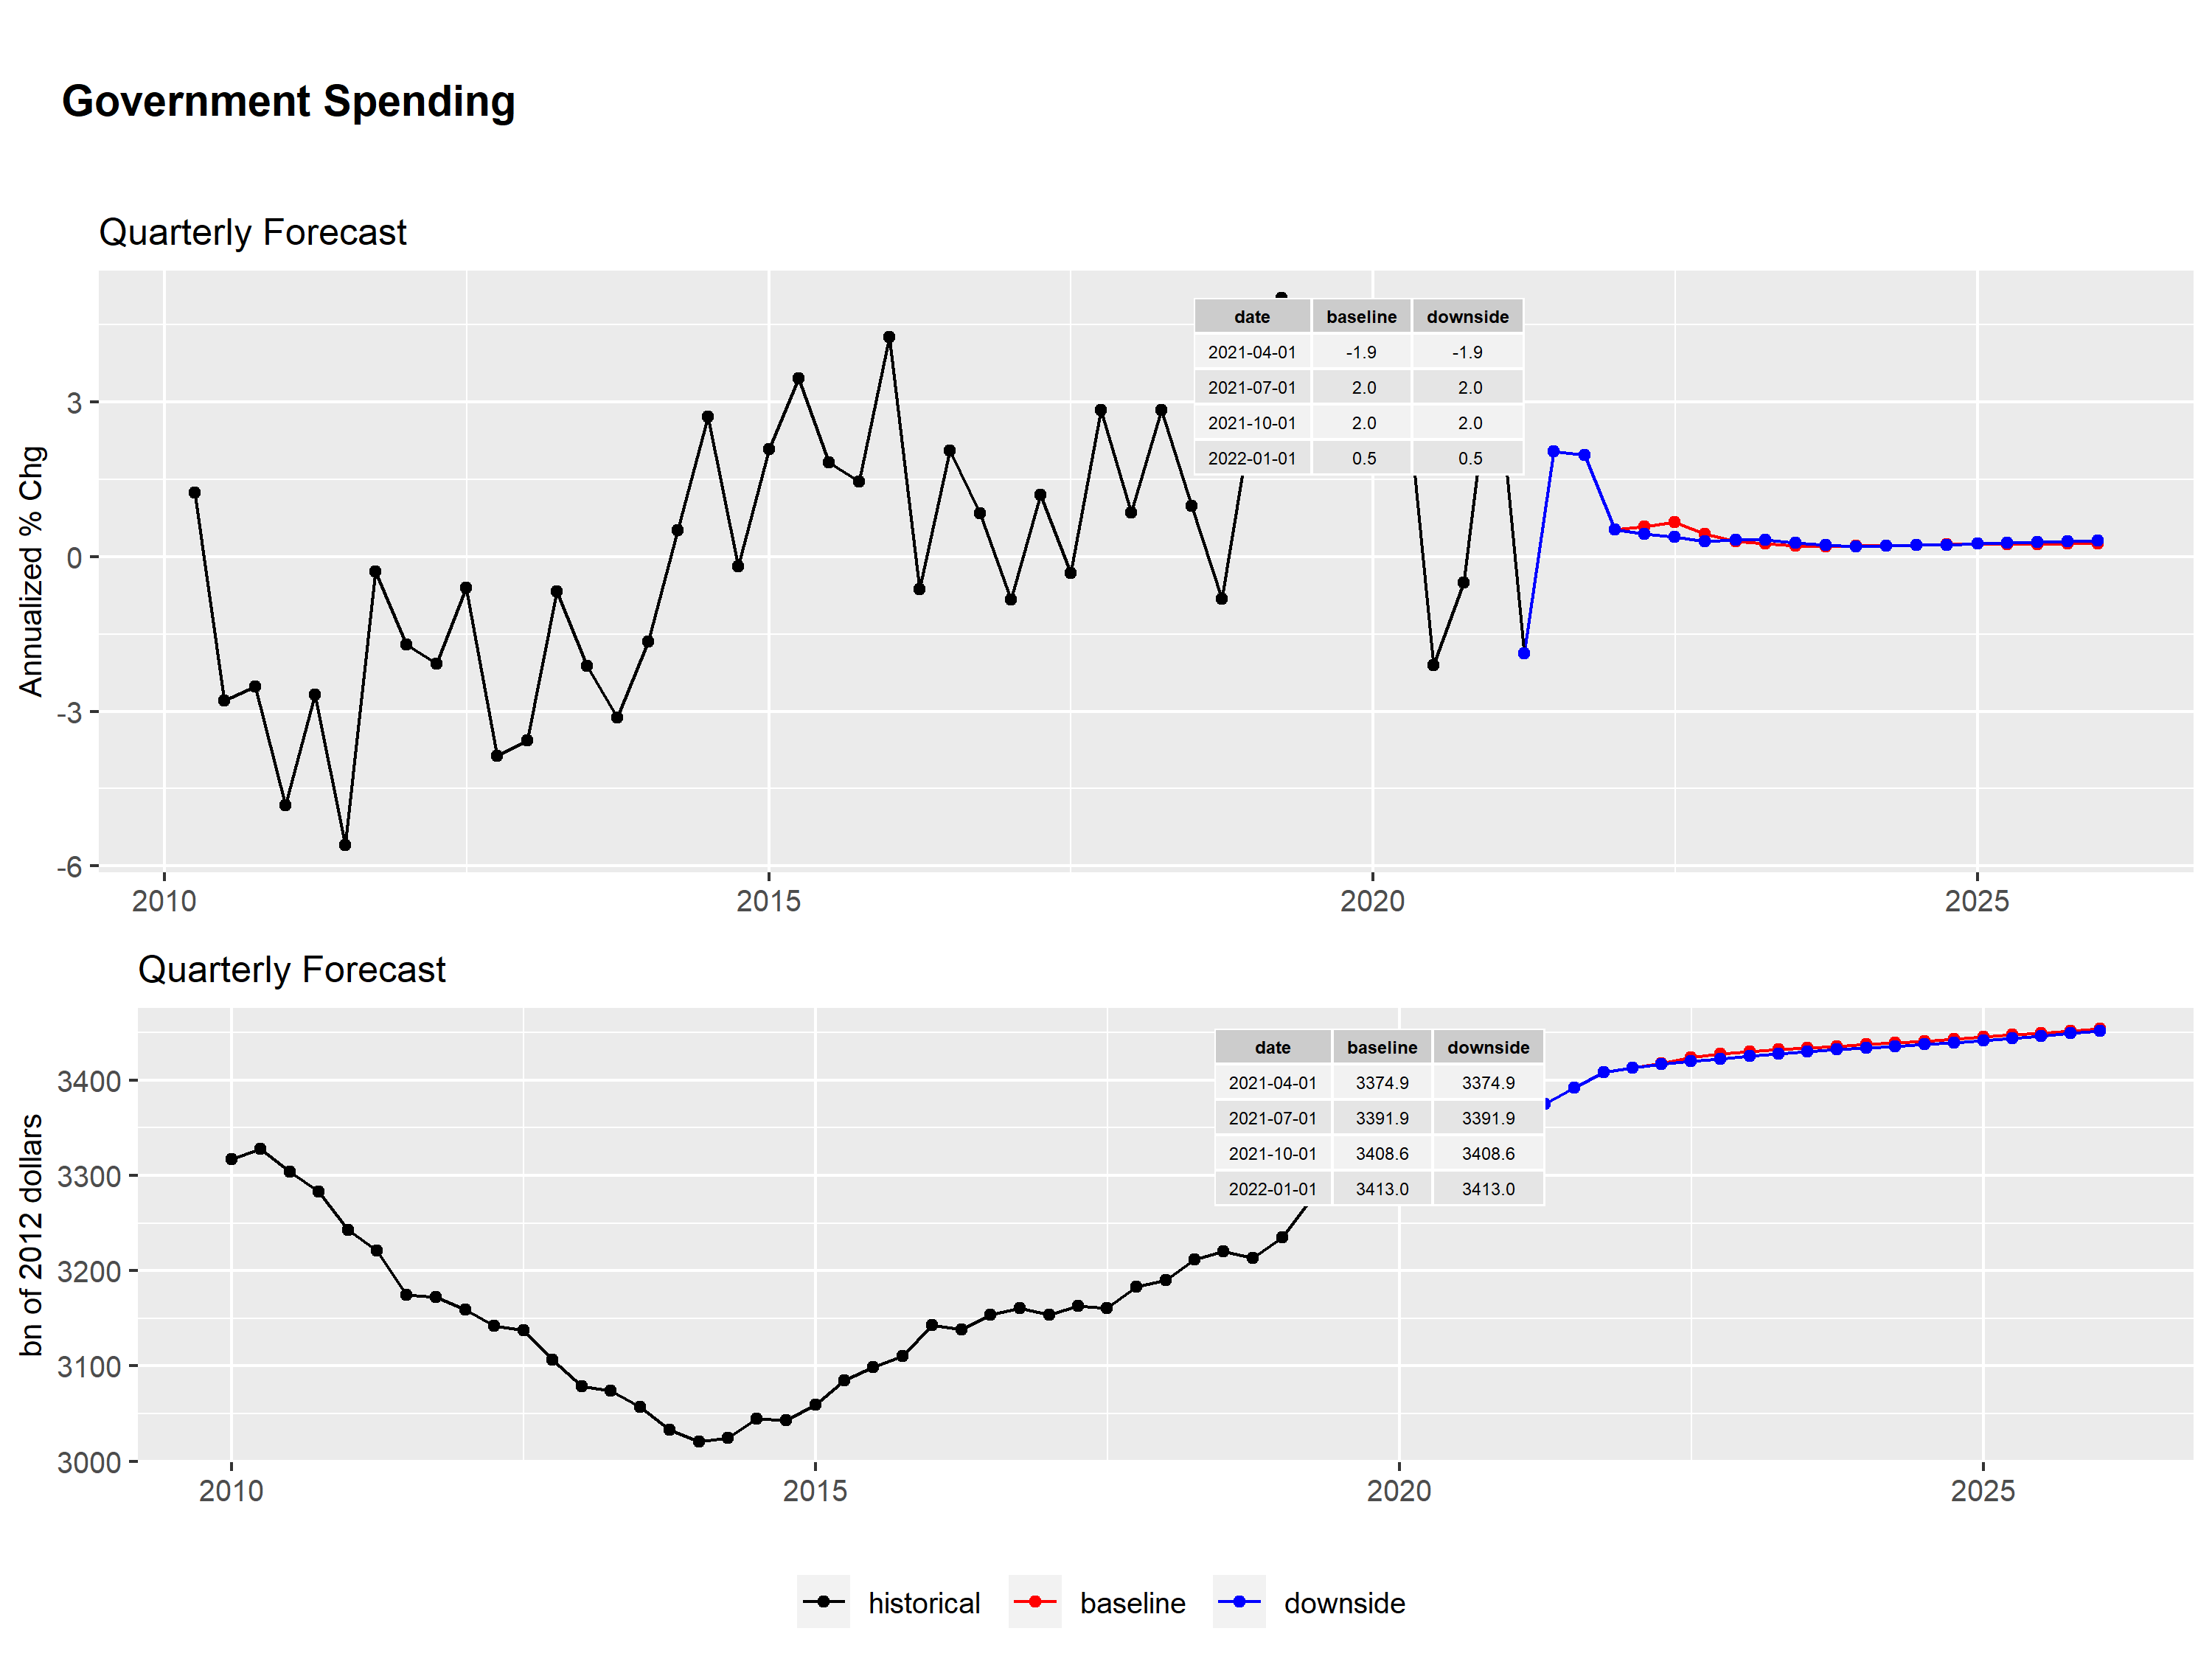 Government Spending
Quarterly Forecast
Annualized % Chg
3
0
-3
-6
date baseline downside
2021-04-01 -1.9 -1.9
2021-07-01 2.0 2.0
2021-10-01 2.0 2.0
2022-01-01 0.5 0.5
2010 2015 2020 2025
Quarterly Forecast
bn of 2012 dollars
3400
3300
3200
3100
3000
date baseline downside
2021-04-01 3374.9 3374.9
2021-07-01 3391.9 3391.9
2021-10-01 3408.6 3408.6
2022-01-01 3413.0 3413.0
2010 2015 2020 2025
historical baseline downside